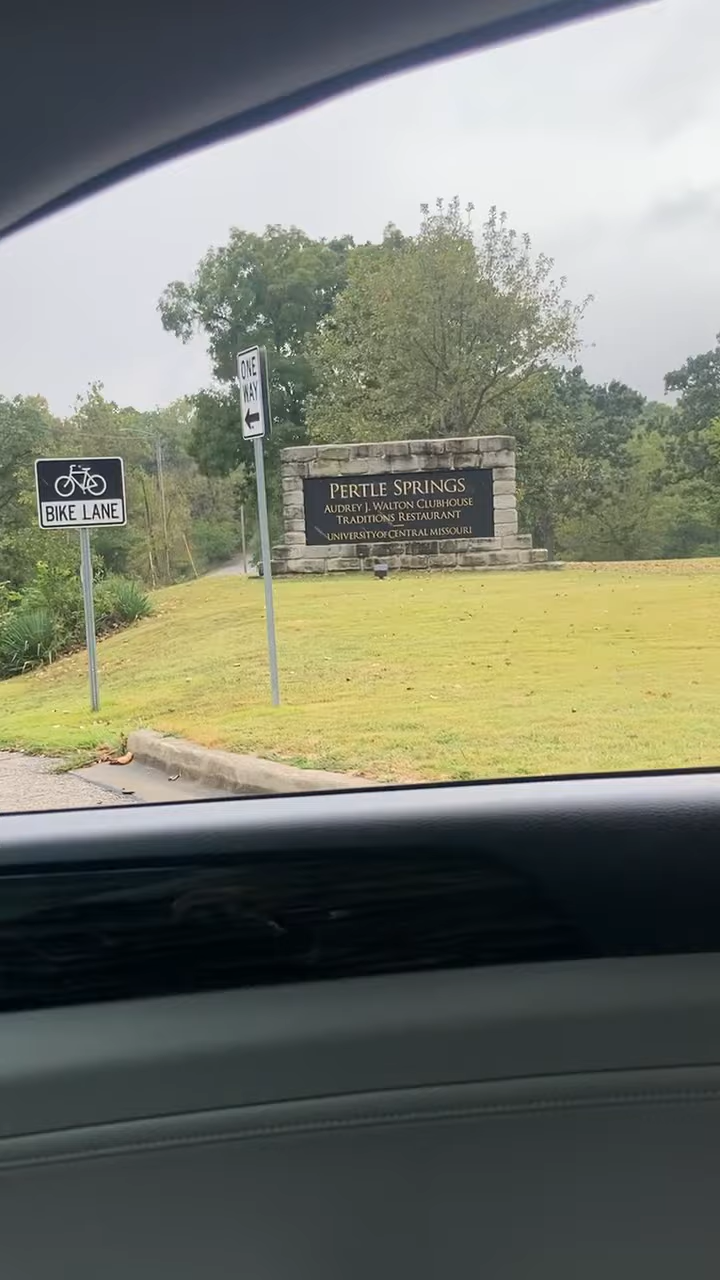 ONE
WAY
BIKE LANE
PERTLE SPRINGS
AUDREY J. WALTON CLUBHOUSE
TRADITIONS RESTAURANT
UNIVERSITY OF CENTRAL MISSOURI